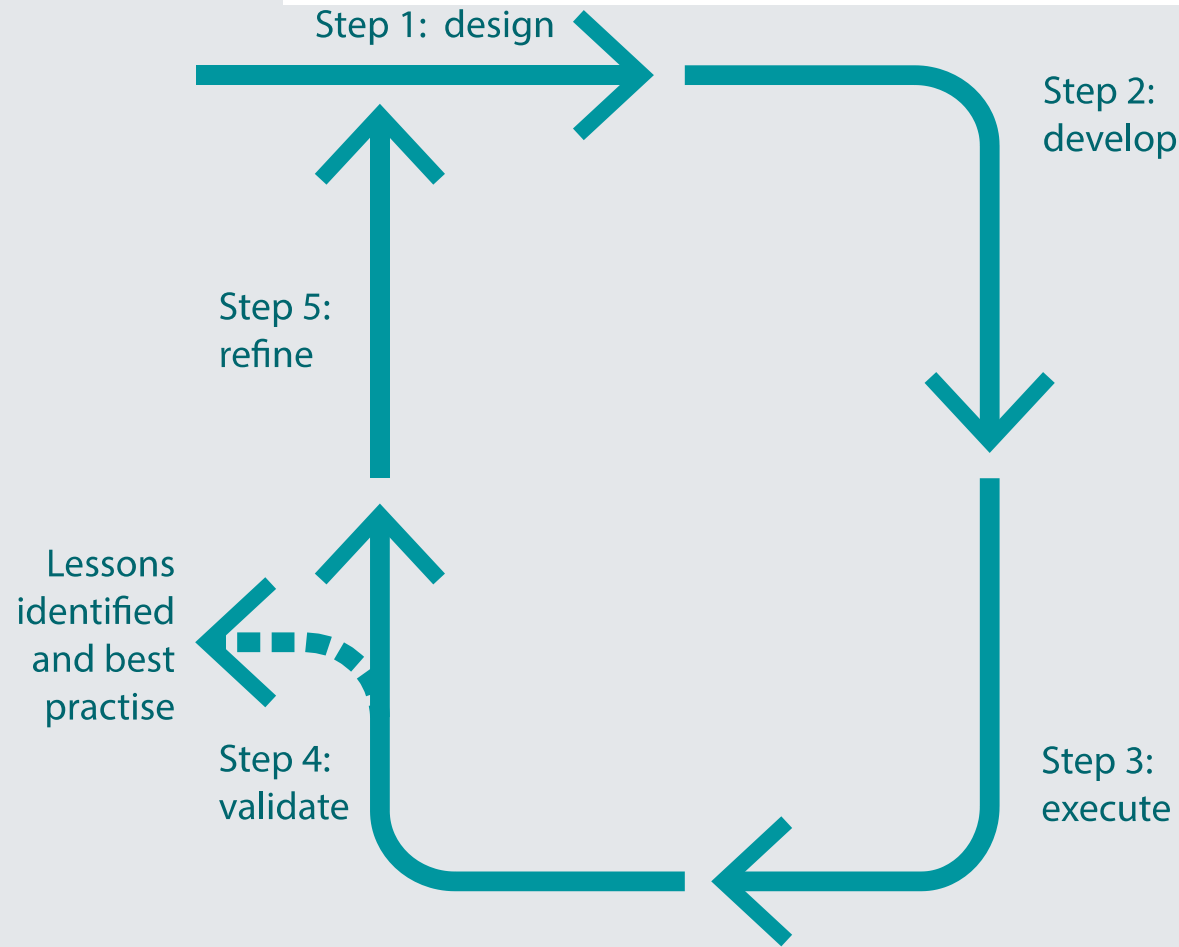 Step 1: design
Step 2:
develop
Step 5:
refine
Lessons
identified
and best
practise
Step 4:
validate
Step 3:
execute